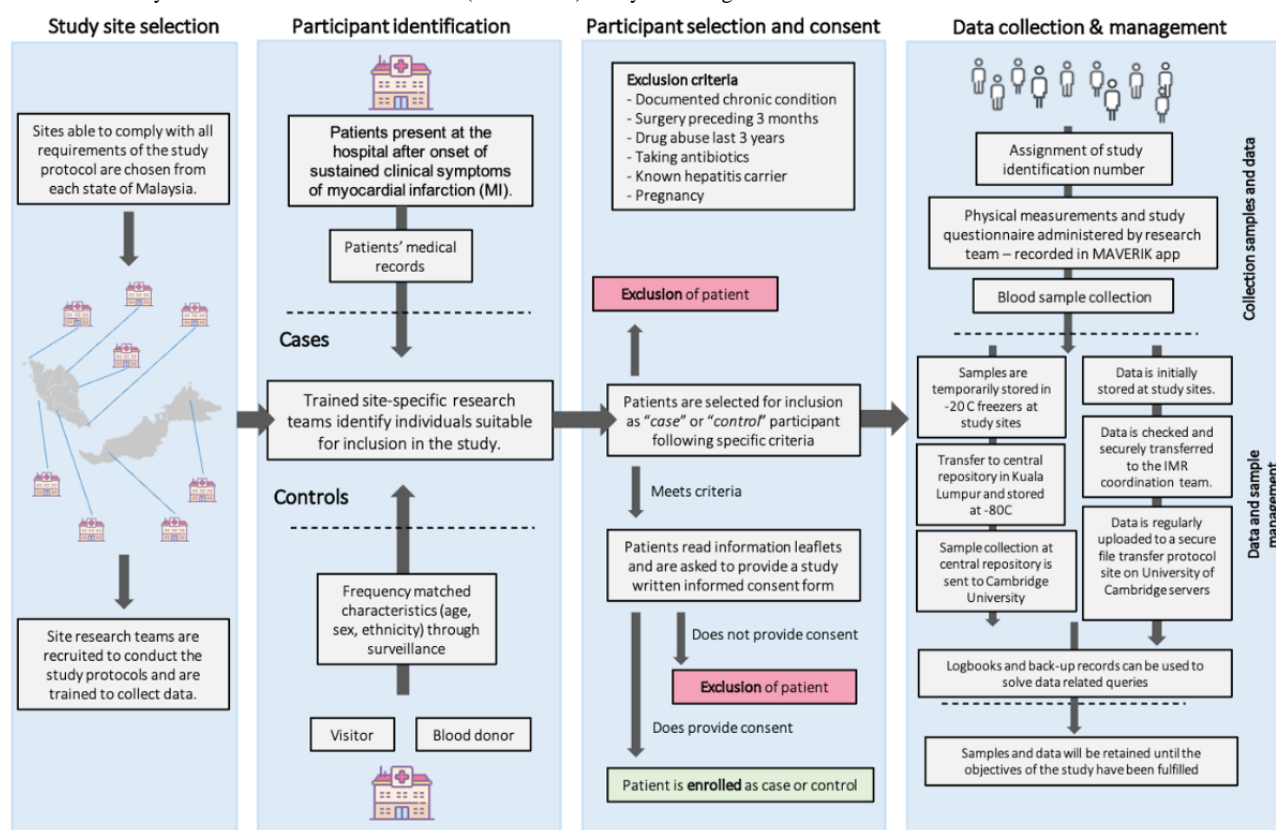 Study site selection
Sites able to comply with all
requirements of the study
protocol are chosen from
each state of Malaysia.
Site research teams are
recruited to conduct the
study protocols and are
trained to collect data.
Participant identification
Patients present at the
hospital after onset of
sustained clinical symptoms
of myocardial infarction (MI).
Patients' medical
records
Cases
Trained site-specific research
teams identify individuals suitable
for inclusion in the study.
Controls
Frequency matched
characteristics (age,
sex, ethnicity) through
surveillance
Visitor
Blood donor
Participant selection and consent
Exclusion criteria
- Documented chronic condition
- Surgery preceding 3 months
- Drug abuse last 3 years
- Taking antibiotics
- Known hepatitis carrier
- Pregnancy
Exclusion of patient
Patients are selected for inclusion
as "case" or "control" participant
following specific criteria
Meets criteria
Patients read information leaflets
and are asked to provide a study
written informed consent form
Does not provide consent
Exclusion of patient
Does provide consent
Patient is enrolled as case or control
Data collection & management
Assignment of study
identification number
Physical measurements and study
questionnaire administered by research
team – recorded in MAVERIK app
Blood sample collection
Collection samples and data
Samples are
temporarily stored in
-20 C freezers at
study sites
Transfer to central
repository in Kuala
Lumpur and stored
at -80C
Sample collection at
central repository is
sent to Cambridge
University
Data is initially
stored at study sites.
Data is checked and
securely transferred
to the IMR
coordination team.
Data is regularly
uploaded to a secure
file transfer protocol
site on University of
Cambridge servers
Data and sample
management
Logbooks and back-up records can be used to
solve data related queries
Samples and data will be retained until the
objectives of the study have been fulfilled